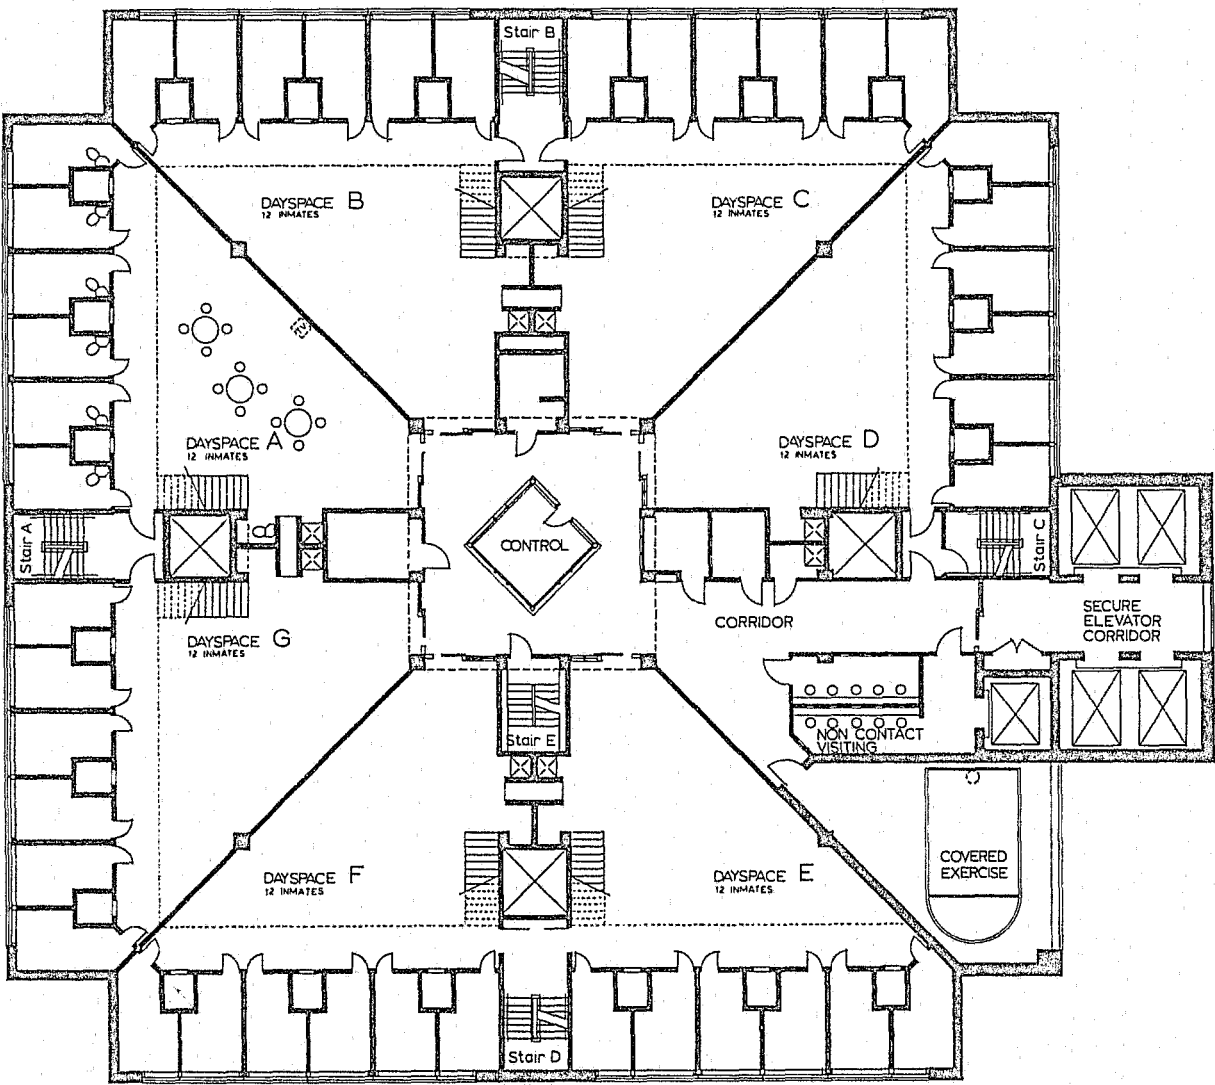 Stair B
DAYSPACE B
12 INMATES
DAYSPACE C
12 INMATES
TV
DAYSPACE A
12 INMATES
DAYSPACE D
12 INMATES
Stair A
CONTROL
Stair C
DAYSPACE G
12 INMATES
CORRIDOR
SECURE
ELEVATOR
CORRIDOR
Stair E
NON CONTACT
VISITING
DAYSPACE F
12 INMATES
DAYSPACE E
12 INMATES
COVERED
EXERCISE
Stair D